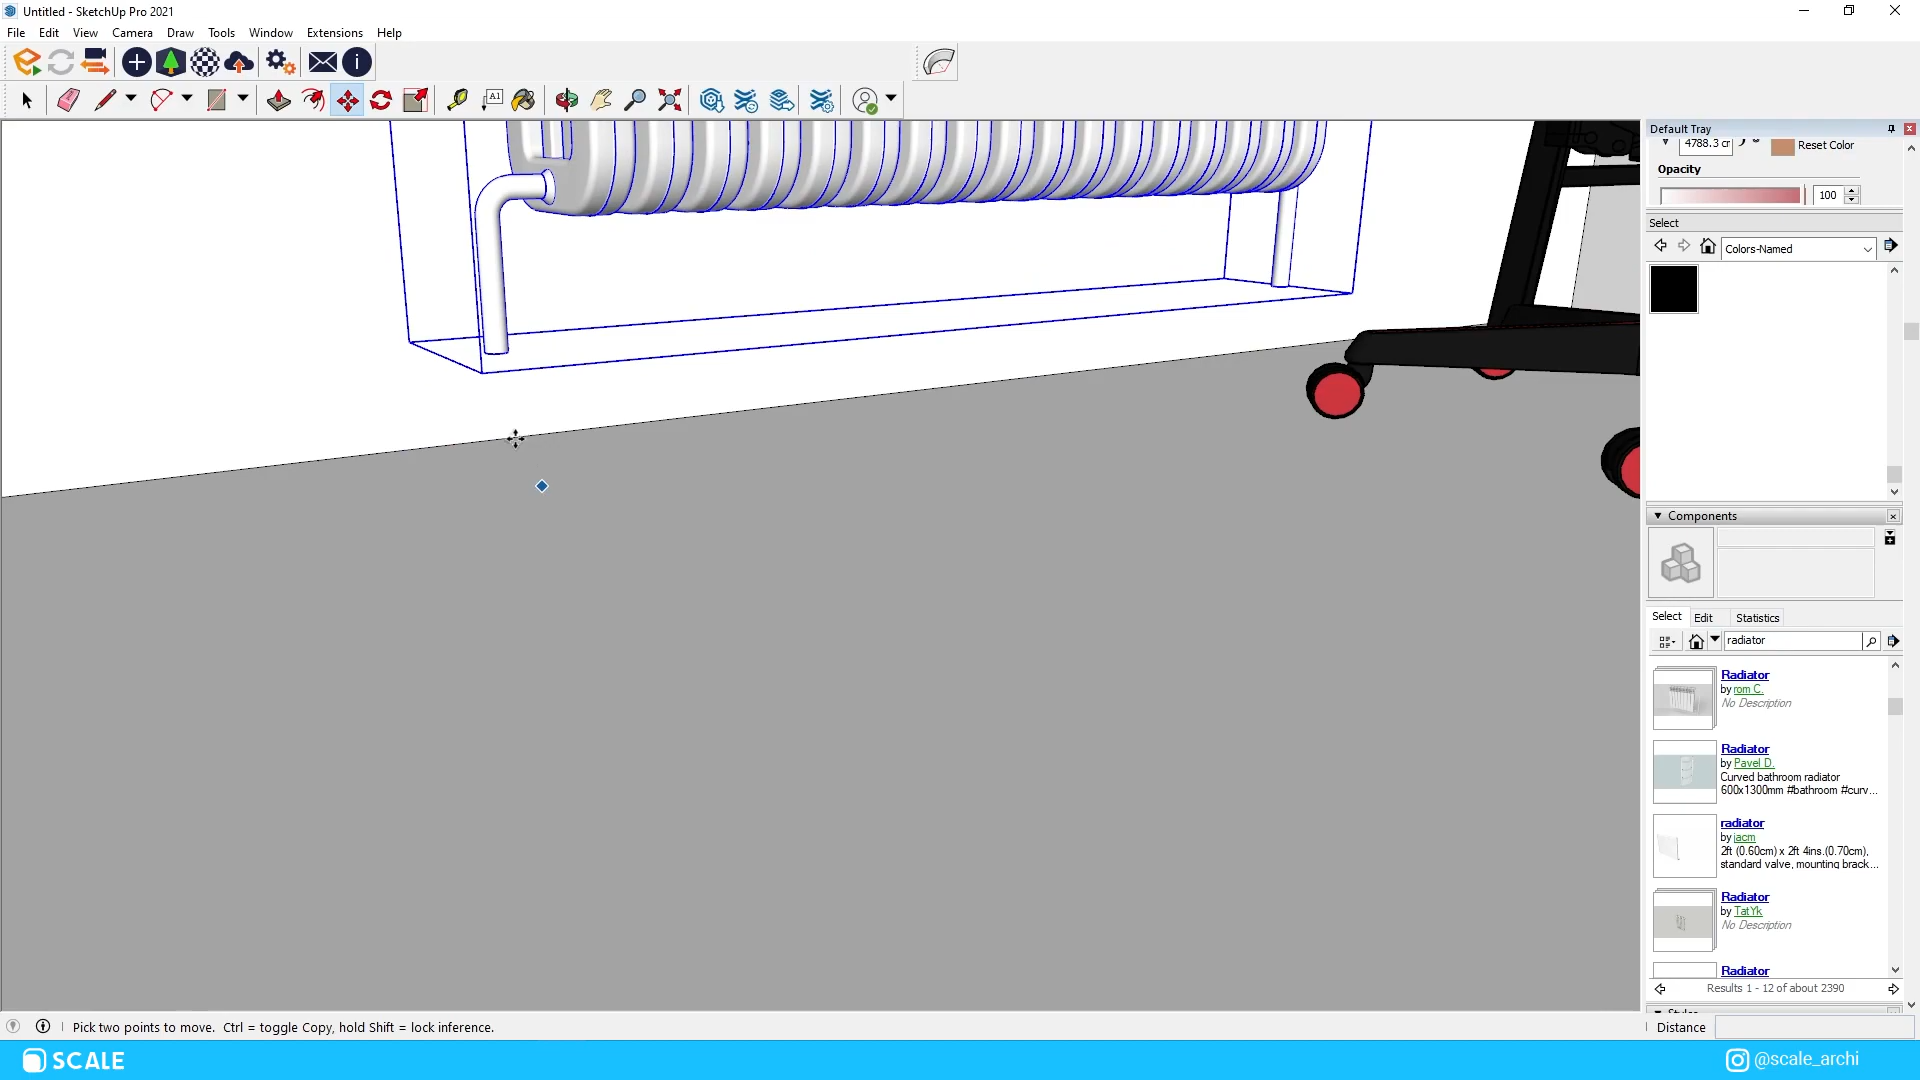 Untitled - SketchUp Pro 2021
File Edit View Camera Draw Tools Window Extensions Help
A1
Default Tray
4788.3 cr
Reset Color
Opacity
100
Select
Colors-Named
Components
Select Edit Statistics
radiator
Radiator
by rom C.
No Description
Radiator
by Pavel D.
Curved bathroom radiator
600x1300mm #bathroom #curv...
radiator
by jacm
2ft (0.60cm) x 2ft 4ins.(0.70cm),
standard valve, mounting brack...
Radiator
by TatYk
No Description
Radiator
Results 1 - 12 of about 2390
Styles
Pick two points to move. Ctrl = toggle Copy, hold Shift = lock inference.
Distance
SCALE
@scale_archi